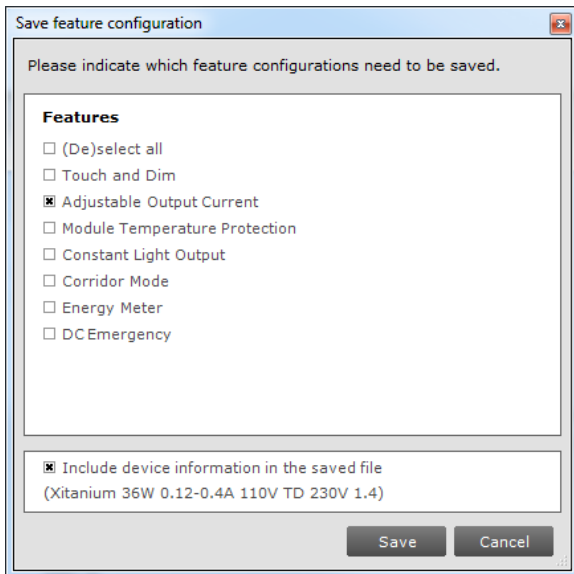 Save feature configuration
Please indicate which feature configurations need to be saved.
Features
(De)select all
Touch and Dim
Adjustable Output Current
Module Temperature Protection
Constant Light Output
Corridor Mode
Energy Meter
DC Emergency
Include device information in the saved file
(Xitanium 36W 0.12-0.4A 110V TD 230V 1.4)
Save Cancel